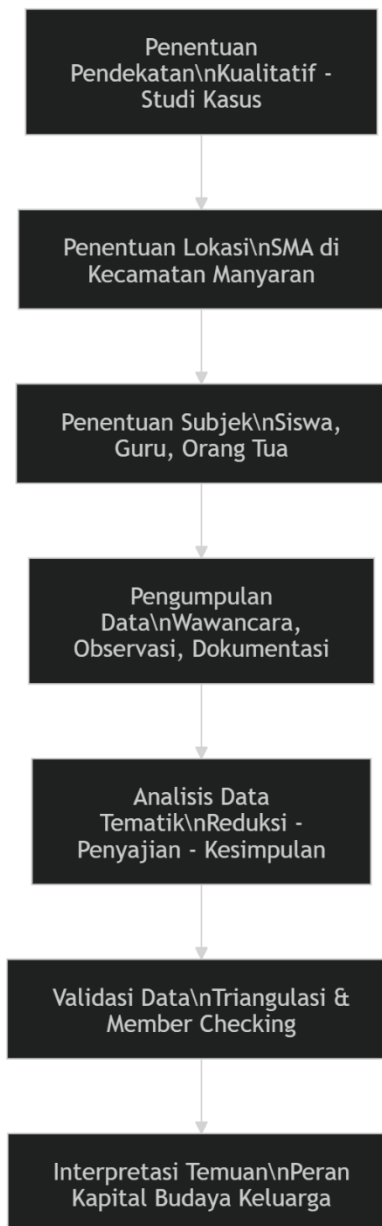 Penentuan
Pendekatan\nKualitatif -
Studi Kasus
Penentuan Lokasi\nSMA di
Kecamatan Manyaran
Penentuan Subjek\nSiswa,
Guru, Orang Tua
Pengumpulan
Data\nWawancara,
Observasi, Dokumentasi
Analisis Data
Tematik\nReduksi -
Penyajian - Kesimpulan
Validasi Data\nTriangulasi &
Member Checking
Interpretasi Temuan\nPeran
Kapital Budaya Keluarga